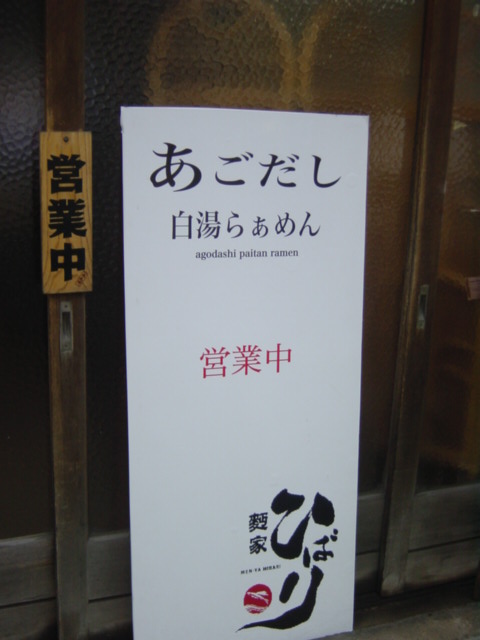 営業中
あごだし
白湯らぁめん
agodashi paitan ramen
営業中
麺家
ひばり
MEN-YA HIBARI